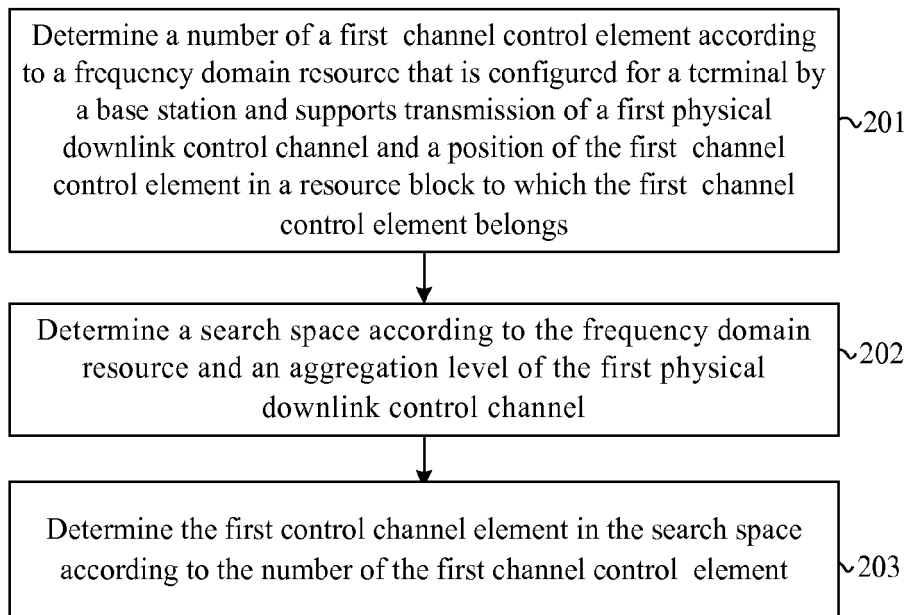 Determine a number of a first channel control element according
to a frequency domain resource that is configured for a terminal by
a base station and supports transmission of a first physical
downlink control channel and a position of the first channel
control element in a resource block to which the first channel
control element belongs
201
Determine a search space according to the frequency domain
resource and an aggregation level of the first physical
downlink control channel
202
Determine the first control channel element in the search space
according to the number of the first channel control element
203